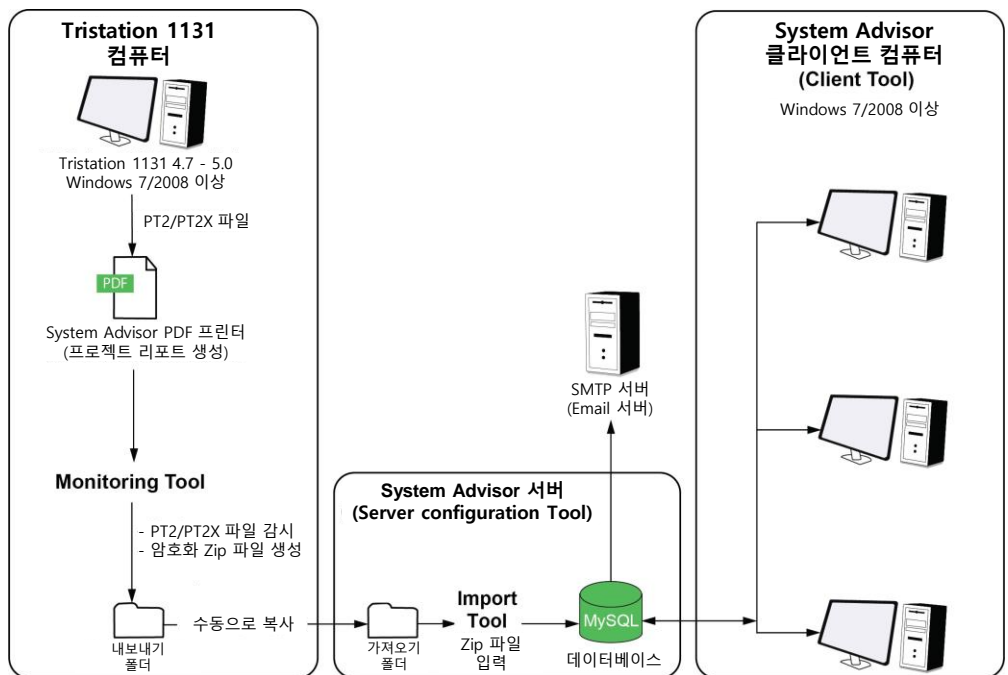 Tristation 1131
컴퓨터
Tristation 1131 4.7 - 5.0
Windows 7/2008 이상
PT2/PT2X 파일
PDF
System Advisor PDF 프린터
(프로젝트 리포트 생성)
Monitoring Tool
- PT2/PT2X 파일 감시
- 암호화 Zip 파일 생성
내보내기
폴더
수동으로 복사
System Advisor 서버
(Server configuration Tool)
가져오기
폴더
Import
Tool
Zip 파일
입력
MySQL
데이터베이스
SMTP 서버
(Email 서버)
System Advisor
클라이언트 컴퓨터
(Client Tool)
Windows 7/2008 이상